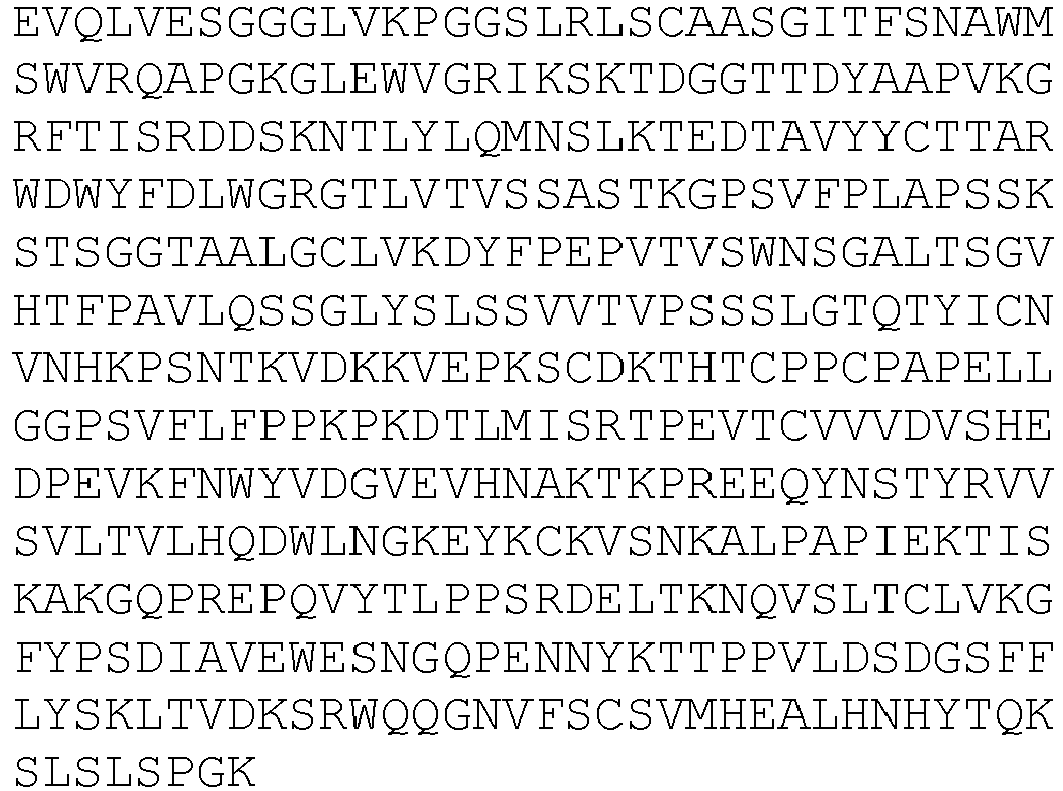 EVQLVESGGGLVKPGGSLRLSCAASGITFSNAWM
SWVRQAPGKGLEWVGRIKSKTDGGTTDYAAPVKG
RFTISRDDSKNTLYLQMNSLKTEDTAVYYCTTAR
WDWYFDLWGRGTLVTVSSASTKGPSVFPLAPSSK
STSGGTAALGCLVKDYFPEPVTVSWNSGALTSGV
HTFPAVLQSSGLYSLSSVVTVPSSSLGTQTYICN
VNHKPSNTKVDKKVEPKSCDKTHTCPPCPAPELL
GGPSVFLFPPKPKDTLMISRTPEVTCVVVDVSHE
DPEVKFNWYVDGVEVHNAKTKPREEQYNSTYRVV
SVLTVLHQDWLNGKEYKCKVSNKALPAPIEKTIS
KAKGQPREPQVYTLPPSRDELTKNQVSLTCLVKG
FYPSDIAVEWESNGQPENNYKTTPPVLDSDGSFF
LYSKLTVDKSRWQQGNVFSCSVMHEALHNHYTQK
SLSLSPGK